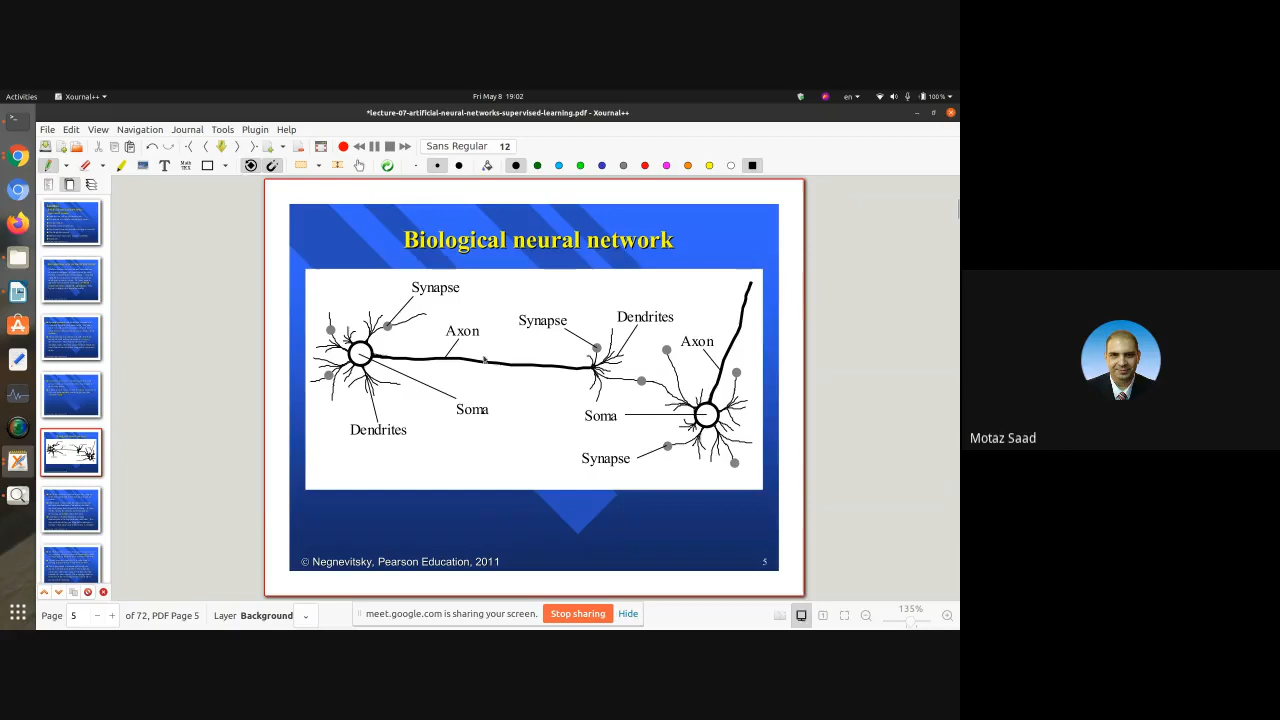 Activities Xournal++ Fri May 8 19:02 en 100%
*lecture-07-artificial-neural-networks-supervised-learning.pdf - Xournal++
File Edit View Navigation Journal Tools Plugin Help
Sans Regular 12
Biological neural network
Synapse
Axon
Synapse
Dendrites
Axon
Soma
Soma
Dendrites
Synapse
© Negnevitsky, Pearson Education, 2011 5
Motaz Saad
Page 5 of 72, PDF Page 5 Layer Background
meet.google.com is sharing your screen. Stop sharing Hide
135%